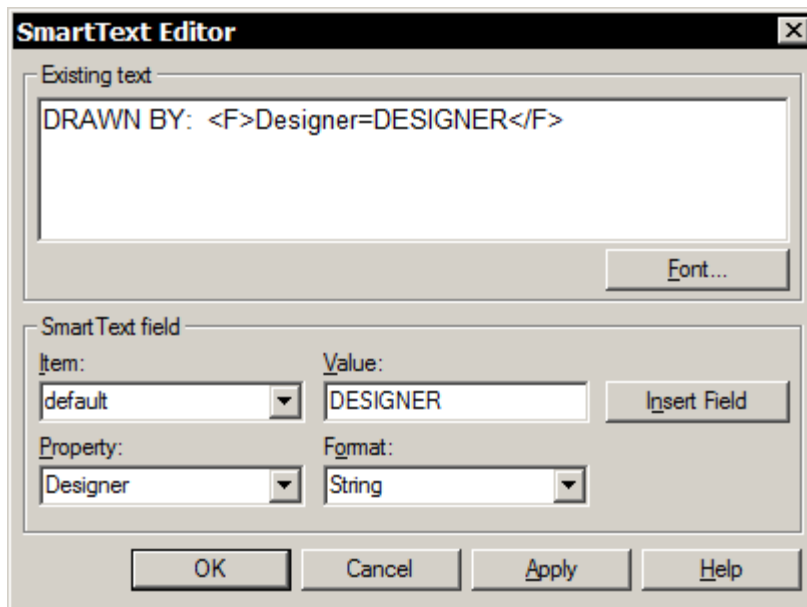 SmartText Editor
Existing text
DRAWN BY:  <F>Designer=DESIGNER</F>
Font...
SmartText field
Item:
Value:
default
DESIGNER
Insert Field
Property:
Format:
Designer
String
OK
Cancel
Apply
Help